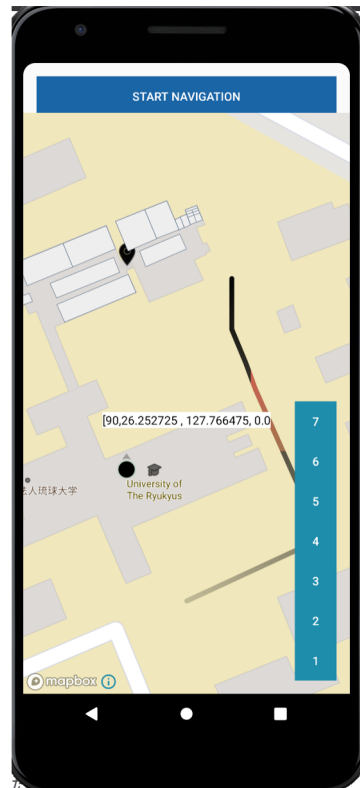 START NAVIGATION
[90,26.252725 , 127.766475, 0.0
7
6
5
4
3
2
1
University of
The Ryukyus
人琉球大学
mapbox